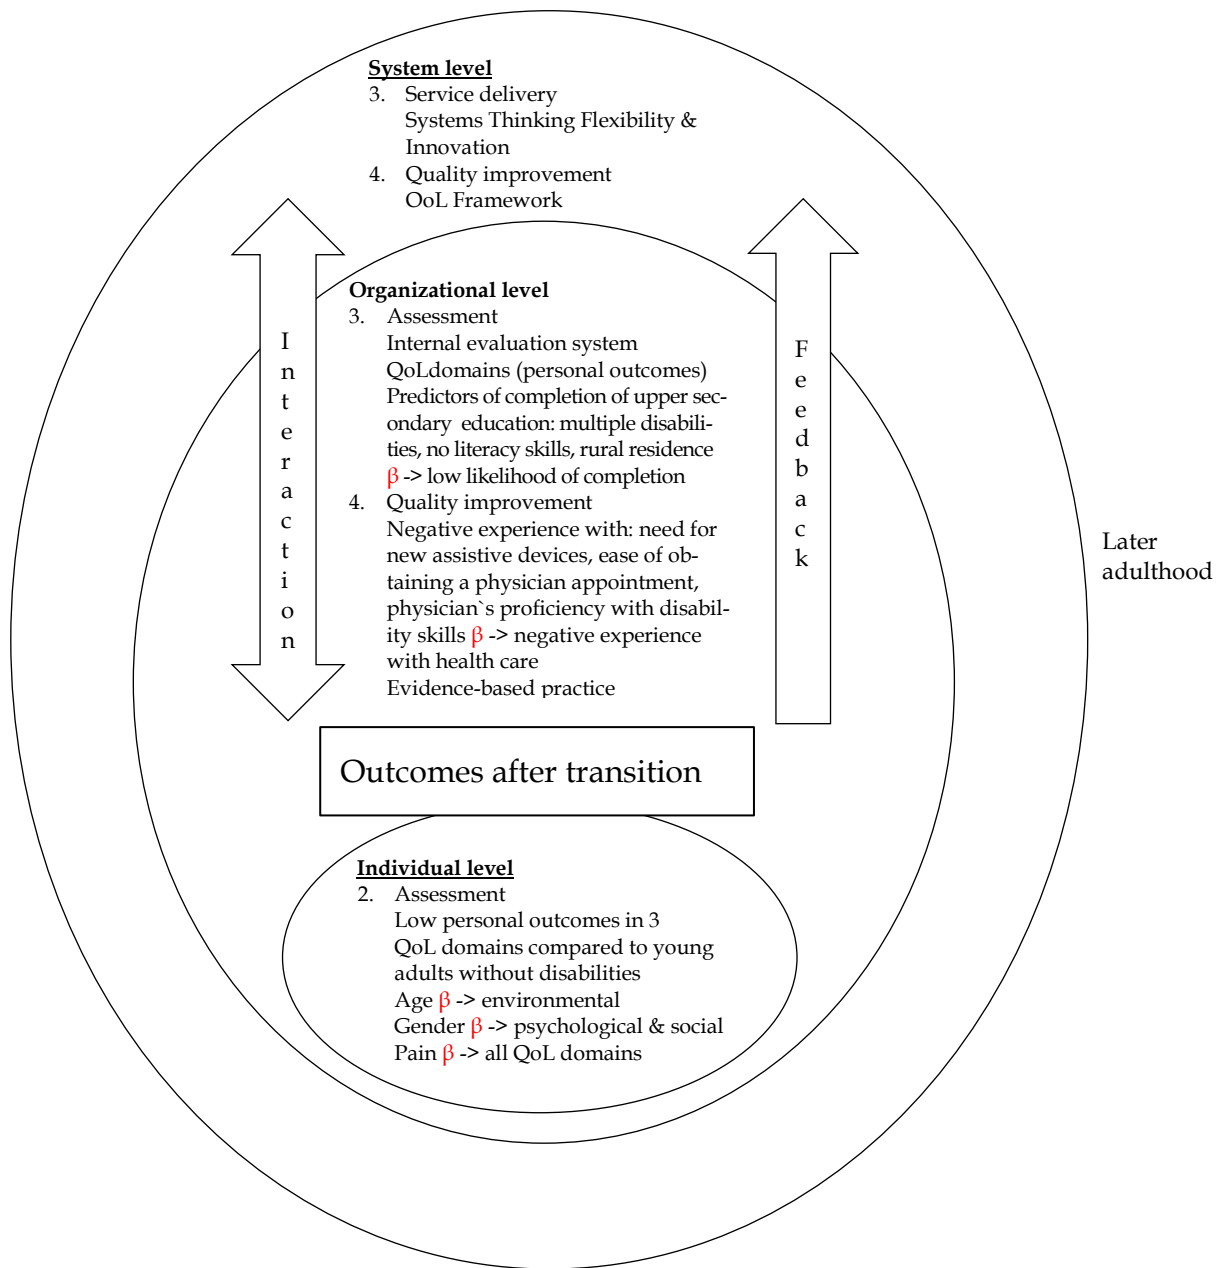 System level
3. Service delivery
Systems Thinking Flexibility &
Innovation
4. Quality improvement
OoL Framework
Interaction
Feedback
Organizational level
3. Assessment
Internal evaluation system
QoLdomains (personal outcomes)
Predictors of completion of upper sec-
ondary education: multiple disabili-
ties, no literacy skills, rural residence
β -> low likelihood of completion
4. Quality improvement
Negative experience with: need for
new assistive devices, ease of ob-
taining a physician appointment,
physician`s proficiency with disabil-
ity skills β -> negative experience
with health care
Evidence-based practice
Later
adulthood
Outcomes after transition
Individual level
2. Assessment
Low personal outcomes in 3
QoL domains compared to young
adults without disabilities
Age β -> environmental
Gender β -> psychological & social
Pain β -> all QoL domains